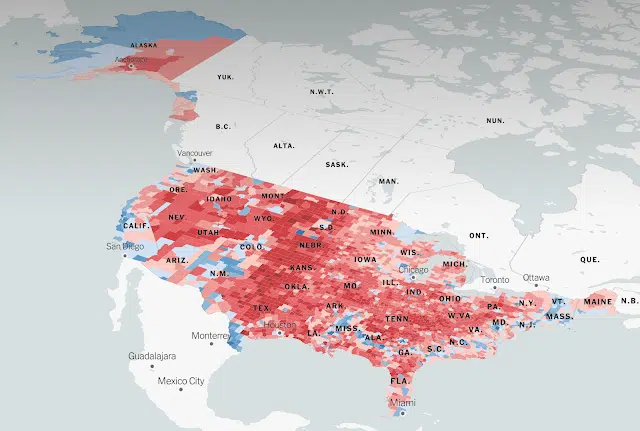 ALASKA
Anchorage
YUK.
N.W.T.
NUN.
B.C.
ALTA.
SASK.
MAN.
Vancouver
WASH.
ORE.
IDAHO
MONT.
N.D.
MINN.
ONT.
QUE.
NEV.
WYO.
S.D.
WIS.
CALIF.
UTAH
COLO.
NEBR.
IOWA
MICH.
Toronto
Ottawa
San Diego
ARIZ.
N.M.
KANS.
Chicago
ILL.
IND.
OHIO
PA.
N.Y.
VT.
MAINE
N.B.
OKLA.
MO.
W.VA.
MD.
N.J.
MASS.
TEX.
ARK.
TENN.
VA.
Monterrey
Houston
LA.
MISS.
ALA.
GA.
S.C.
N.C.
Guadalajara
Mexico City
FLA.
Miami